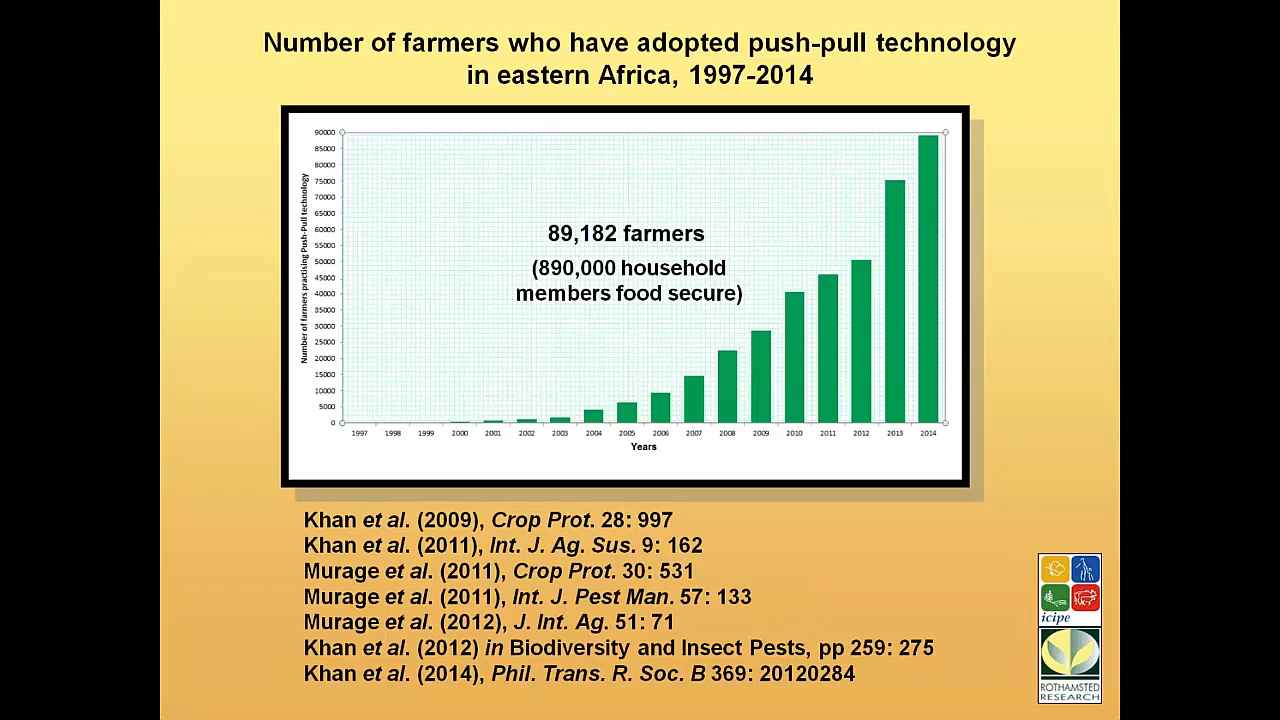 Number of farmers who have adopted push-pull technology
in eastern Africa, 1997-2014
90000
85000
80000
75000
70000
65000
60000
55000
50000
45000
40000
35000
30000
25000
20000
15000
10000
5000
0
Number of farmers practising Push-Pull technology
89,182 farmers
(890,000 household
members food secure)
1997 1998 1999 2000 2001 2002 2003 2004 2005 2006 2007 2008 2009 2010 2011 2012 2013 2014
Years
Khan et al. (2009), Crop Prot. 28: 997
Khan et al. (2011), Int. J. Ag. Sus. 9: 162
Murage et al. (2011), Crop Prot. 30: 531
Murage et al. (2011), Int. J. Pest Man. 57: 133
Murage et al. (2012), J. Int. Ag. 51: 71
Khan et al. (2012) in Biodiversity and Insect Pests, pp 259: 275
Khan et al. (2014), Phil. Trans. R. Soc. B 369: 20120284
icipe
ROTHAMSTED
RESEARCH